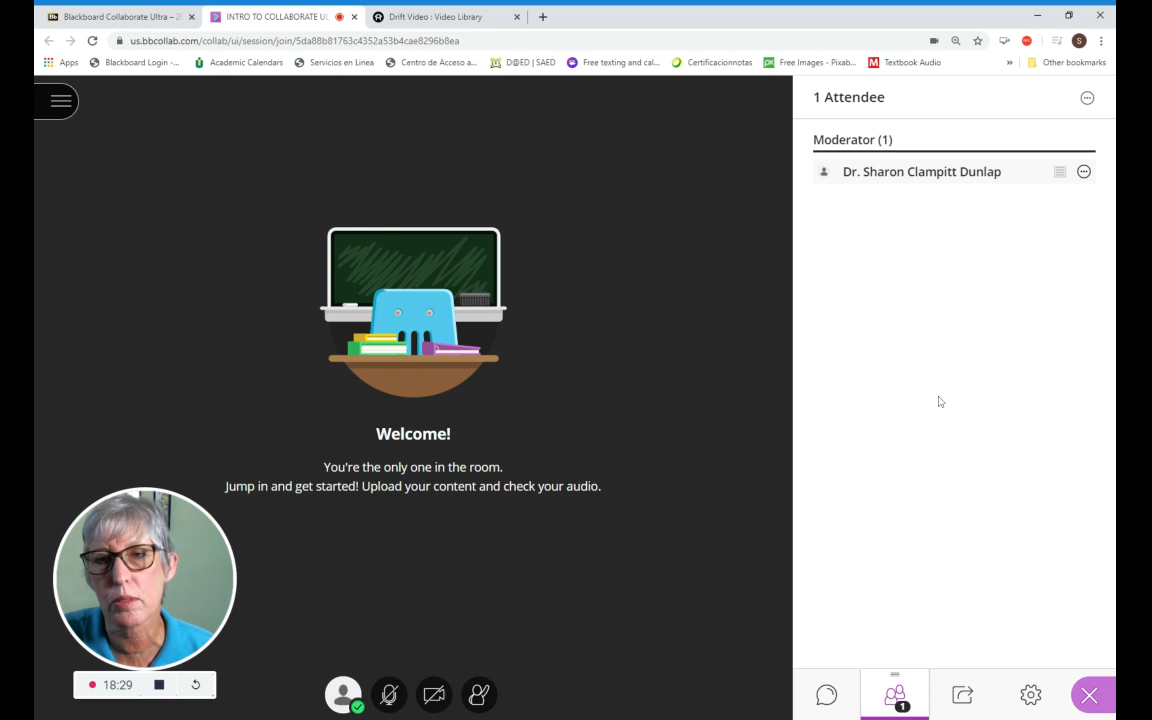 Blackboard Collaborate Ultra – 2
INTRO TO COLLABORATE UL
Drift Video : Video Library
us.bbcollab.com/collab/ui/session/join/5da88b81763c4352a53b4cae8296b8ea
S
Apps
Blackboard Login -...
Academic Calendars
Servicios en Linea
Centro de Acceso a...
D@ED | SAED
Free texting and cal...
Certificacionnotas
Free Images - Pixab...
Textbook Audio
»
Other bookmarks
1 Attendee
Moderator (1)
Dr. Sharon Clampitt Dunlap
Welcome!
You're the only one in the room.
Jump in and get started! Upload your content and check your audio.
18:29
1